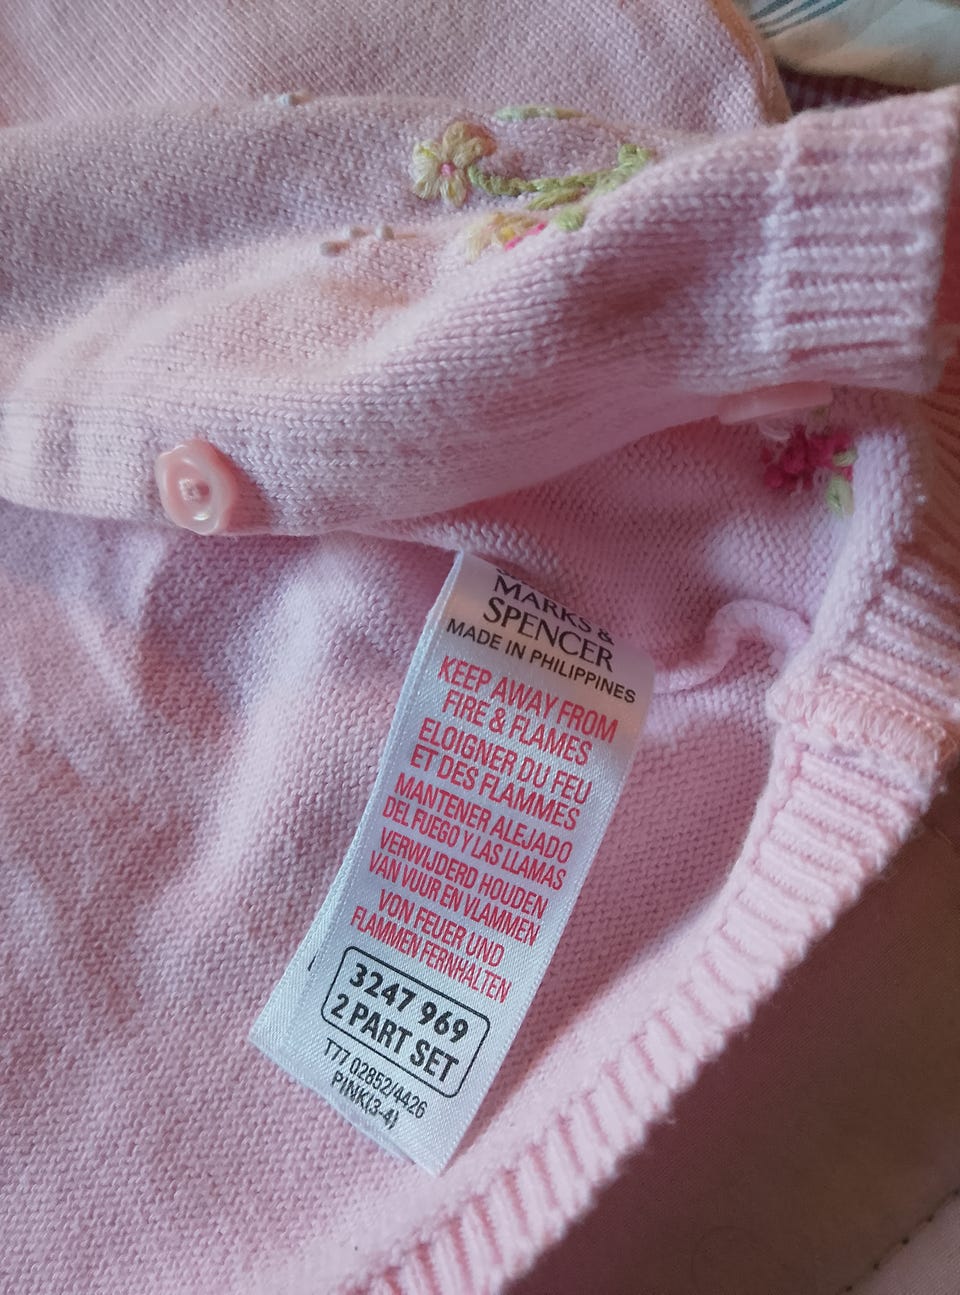 MARKS &
SPENCER
MADE IN PHILIPPINES
KEEP AWAY FROM
FIRE & FLAMES
ELOIGNER DU FEU
ET DES FLAMMES
MANTENER ALEJADO
DEL FUEGO Y LAS LLAMAS
VERWIJDERD HOUDEN
VAN VUUR EN VLAMMEN
VON FEUER UND
FLAMMEN FERNHALTEN
3247 969
2 PART SET
T77 02852/4426
PINK(3-4)